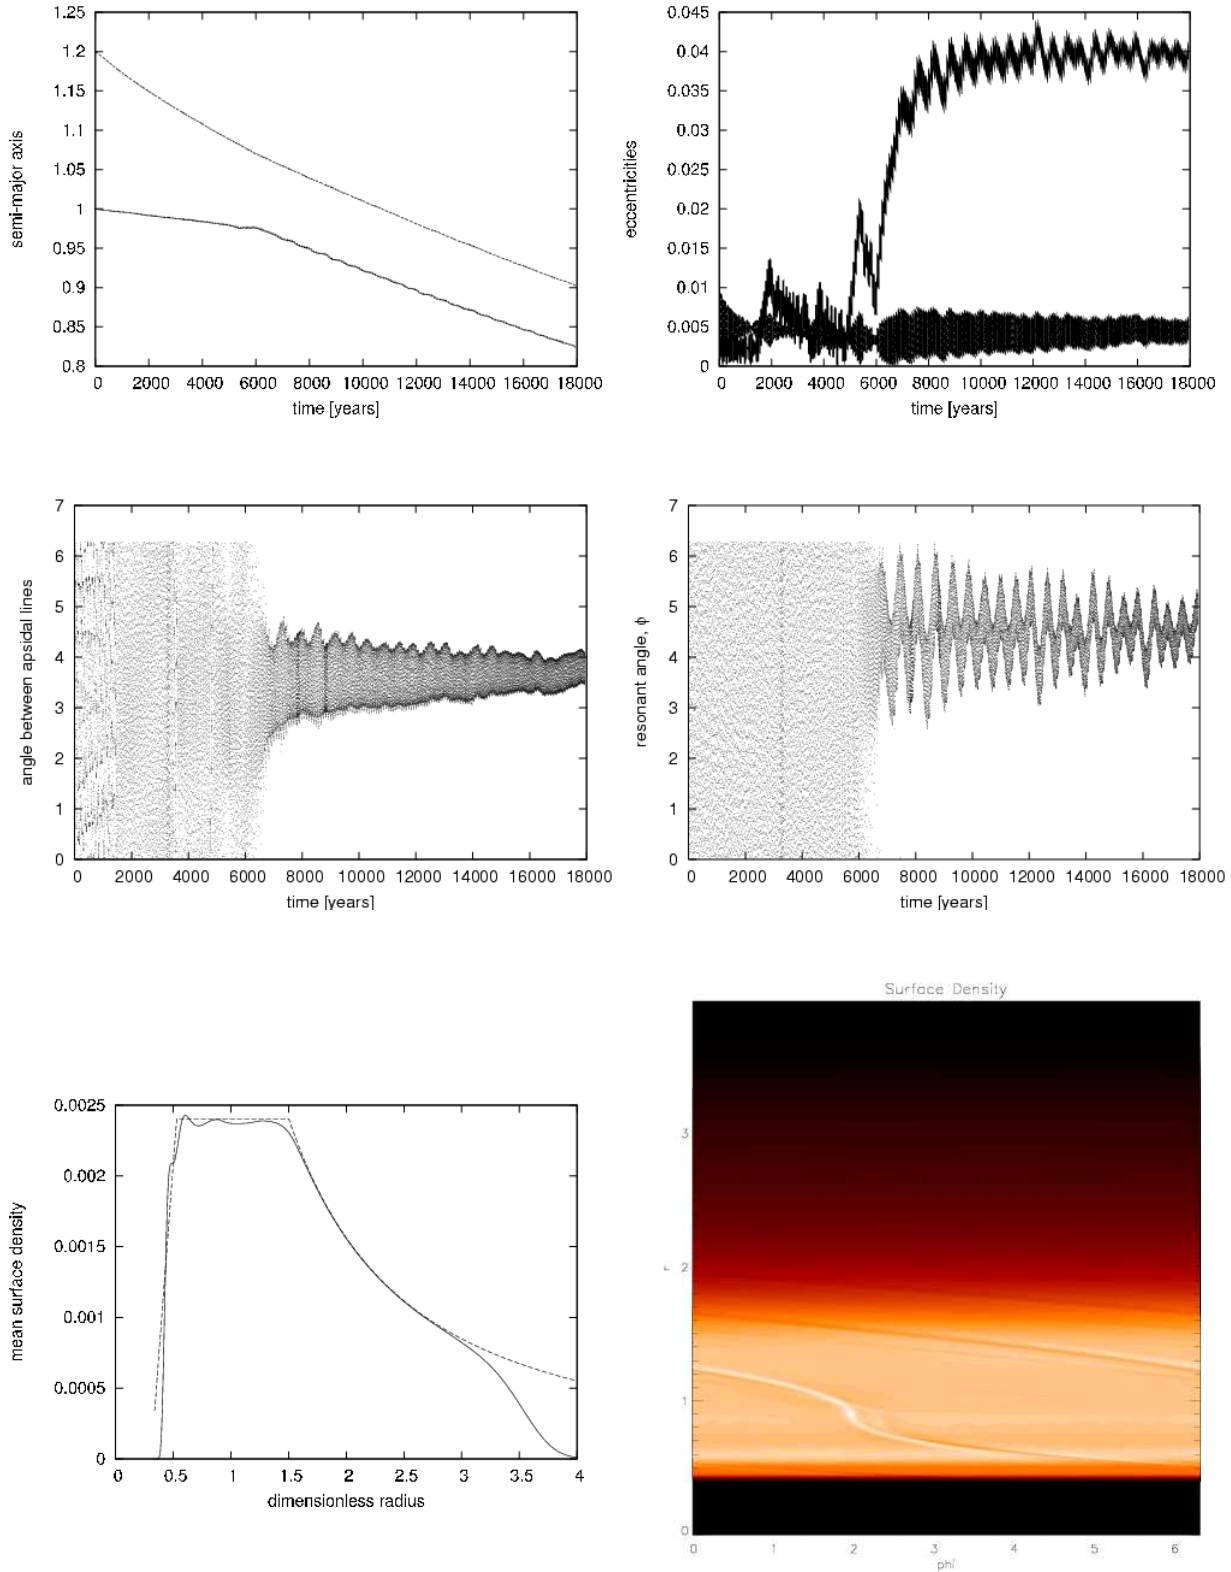 1.25
1.2
1.15
1.1
1.05
1
0.95
0.9
0.85
0.8
semi-major axis
0 2000 4000 6000 8000 10000 12000 14000 16000 18000
time [years]
0.045
0.04
0.035
0.03
0.025
0.02
0.015
0.01
0.005
0
eccentricities
0 2000 4000 6000 8000 10000 12000 14000 16000 18000
time [years]
7
6
5
4
3
2
1
0
angle between apsidal lines
0 2000 4000 6000 8000 10000 12000 14000 16000 18000
time [years]
7
6
5
4
3
2
1
0
resonant angle, ϕ
0 2000 4000 6000 8000 10000 12000 14000 16000 18000
time [years]
0.0025
0.002
0.0015
0.001
0.0005
0
mean surface density
0 0.5 1 1.5 2 2.5 3 3.5 4
dimensionless radius
Surface Density
3
2
1
0
r
0 1 2 3 4 5 6
phi